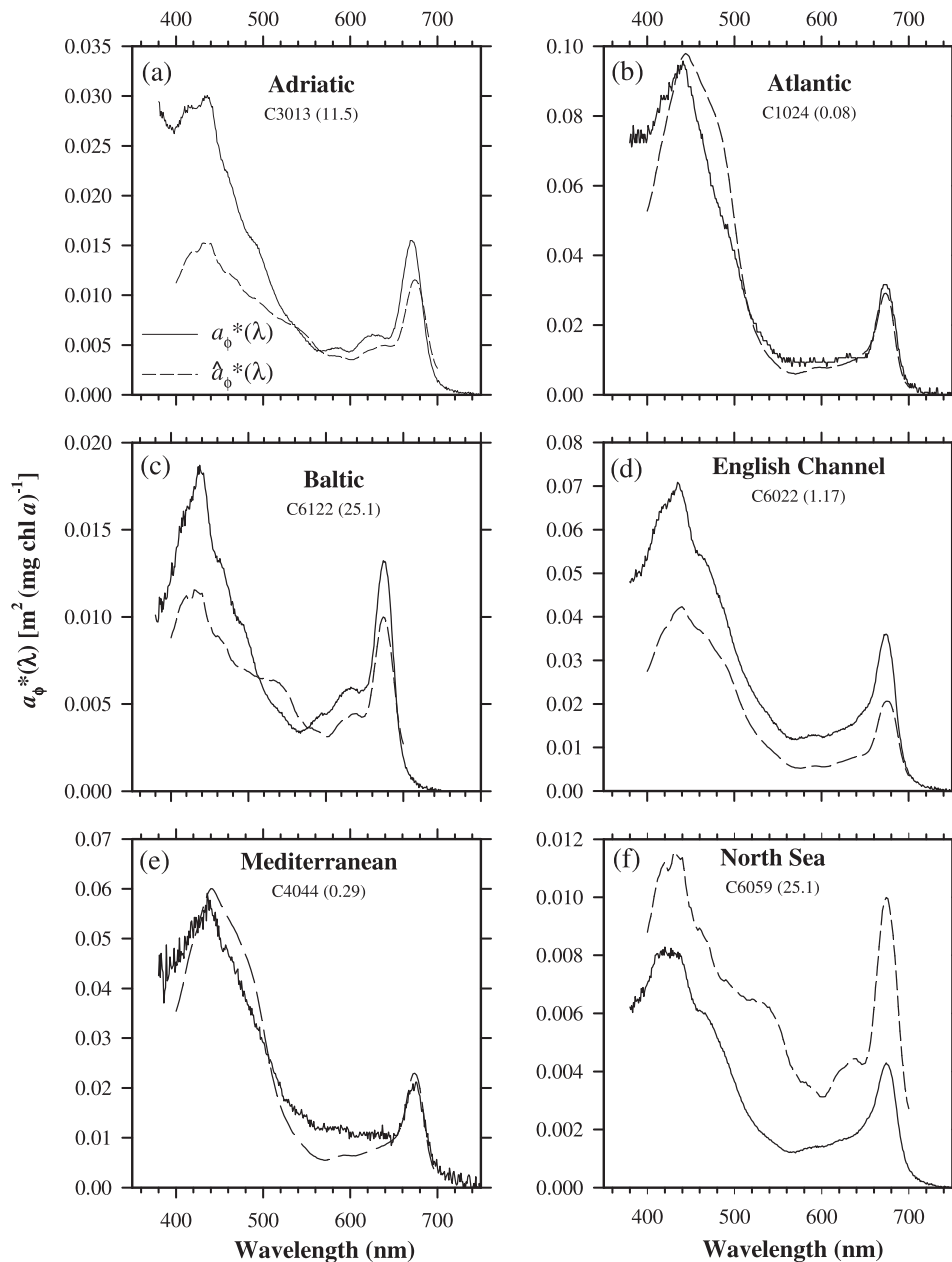 400 500 600 700
400 500 600 700
0.035
0.030
0.025
0.020
0.015
0.010
0.005
0.000
(a)
Adriatic
C3013 (11.5)
aϕ*(λ)
âϕ*(λ)
0.10
0.08
0.06
0.04
0.02
0.00
(b)
Atlantic
C1024 (0.08)
0.020
0.015
0.010
0.005
0.000
(c)
Baltic
C6122 (25.1)
0.08
0.07
0.06
0.05
0.04
0.03
0.02
0.01
0.00
(d)
English Channel
C6022 (1.17)
aϕ*(λ) [m² (mg chl a)⁻¹]
0.07
0.06
0.05
0.04
0.03
0.02
0.01
0.00
(e)
Mediterranean
C4044 (0.29)
0.012
0.010
0.008
0.006
0.004
0.002
0.000
(f)
North Sea
C6059 (25.1)
400 500 600 700
400 500 600 700
Wavelength (nm)
Wavelength (nm)